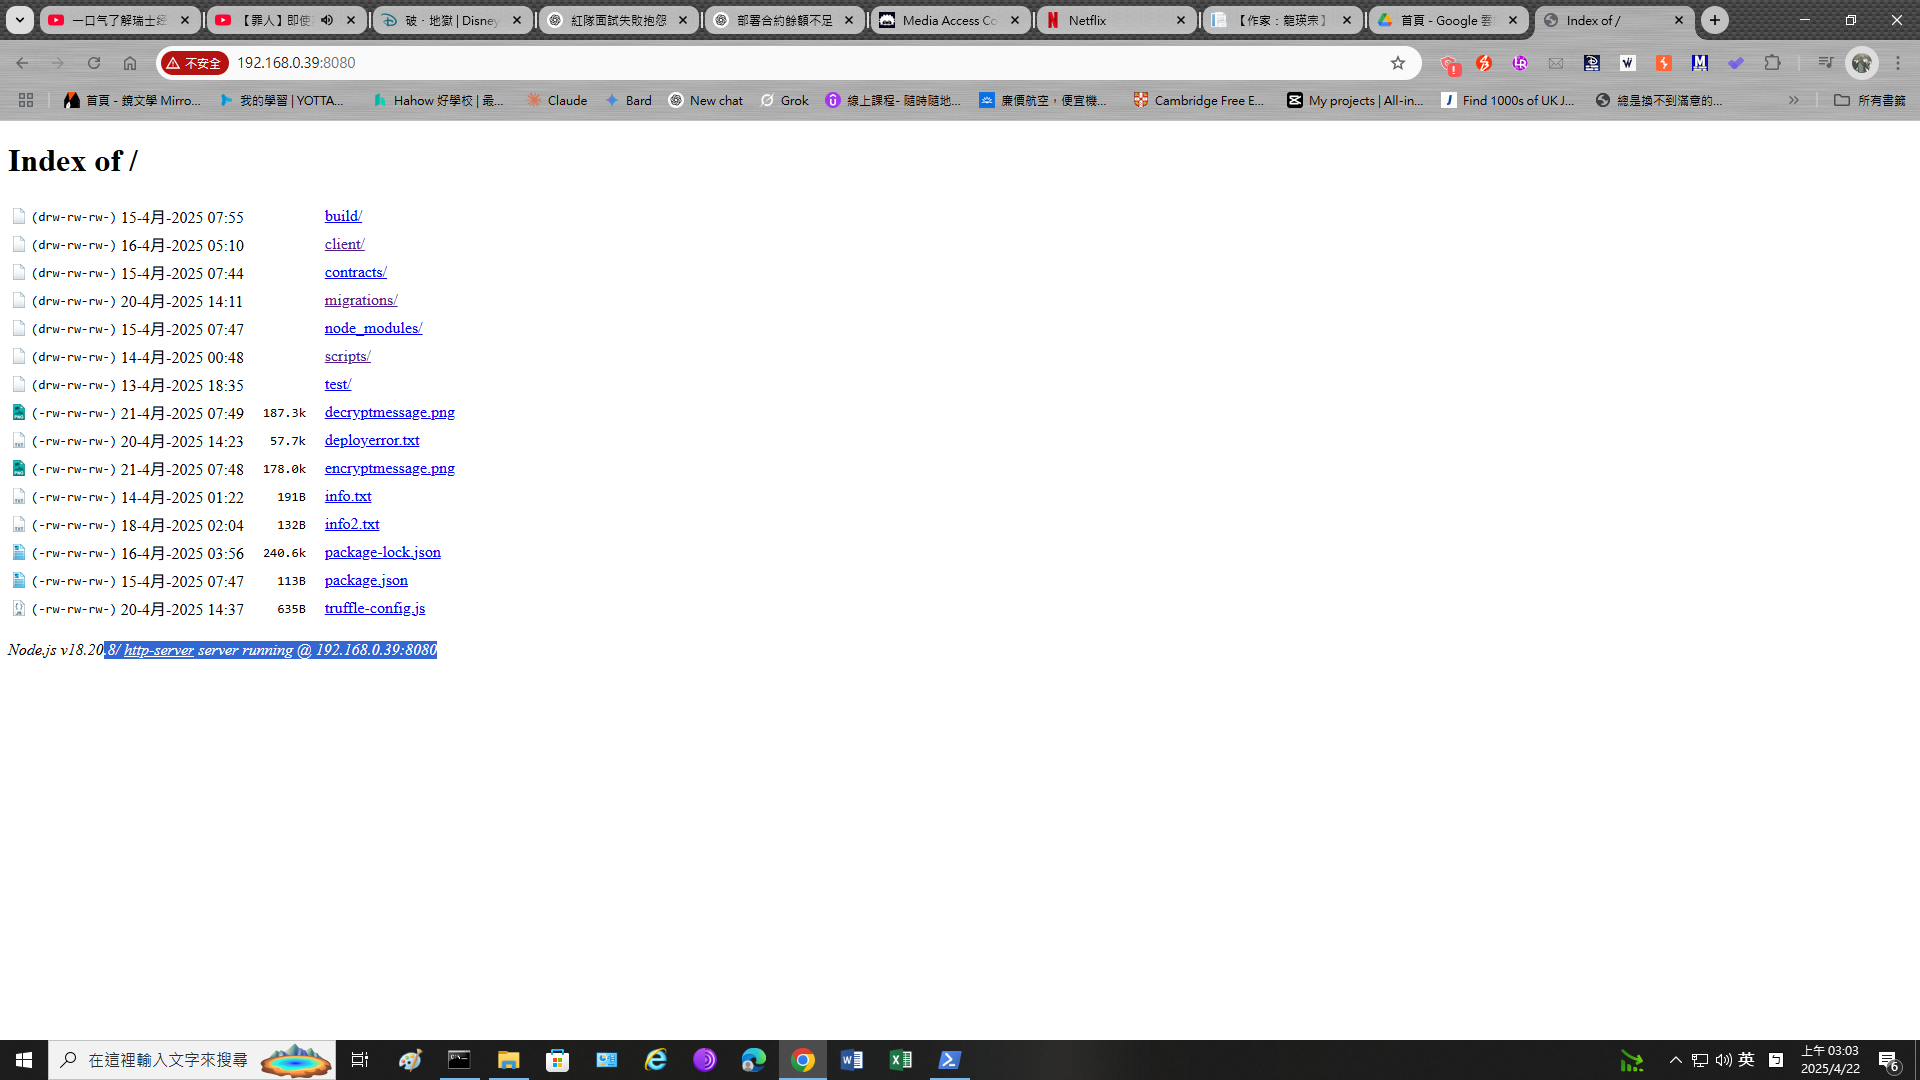 一口气了解瑞士經
【罪人】即使
破．地獄 | Disney
紅隊面試失敗抱怨
部署合約餘額不足
Media Access Co
Netflix
【作家：龍瑛宗】
首頁 - Google 雲
Index of /
不安全
192.168.0.39:8080
首頁 - 鏡文學 Mirro...
我的學習 | YOTTA...
Hahow 好學校 | 最...
Claude
Bard
New chat
Grok
線上課程- 隨時隨地...
廉價航空，便宜機...
Cambridge Free E...
My projects | All-in...
Find 1000s of UK J...
總是換不到滿意的...
所有書籤
Index of /
(drw-rw-rw-) 15-4月-2025 07:55 build/
(drw-rw-rw-) 16-4月-2025 05:10 client/
(drw-rw-rw-) 15-4月-2025 07:44 contracts/
(drw-rw-rw-) 20-4月-2025 14:11 migrations/
(drw-rw-rw-) 15-4月-2025 07:47 node_modules/
(drw-rw-rw-) 14-4月-2025 00:48 scripts/
(drw-rw-rw-) 13-4月-2025 18:35 test/
(-rw-rw-rw-) 21-4月-2025 07:49 187.3k decryptmessage.png
(-rw-rw-rw-) 20-4月-2025 14:23 57.7k deployerror.txt
(-rw-rw-rw-) 21-4月-2025 07:48 178.0k encryptmessage.png
(-rw-rw-rw-) 14-4月-2025 01:22 191B info.txt
(-rw-rw-rw-) 18-4月-2025 02:04 132B info2.txt
(-rw-rw-rw-) 16-4月-2025 03:56 240.6k package-lock.json
(-rw-rw-rw-) 15-4月-2025 07:47 113B package.json
(-rw-rw-rw-) 20-4月-2025 14:37 635B truffle-config.js
Node.js v18.20.8/ http-server server running @ 192.168.0.39:8080
在這裡輸入文字來搜尋
英
上午 03:03
2025/4/22
6